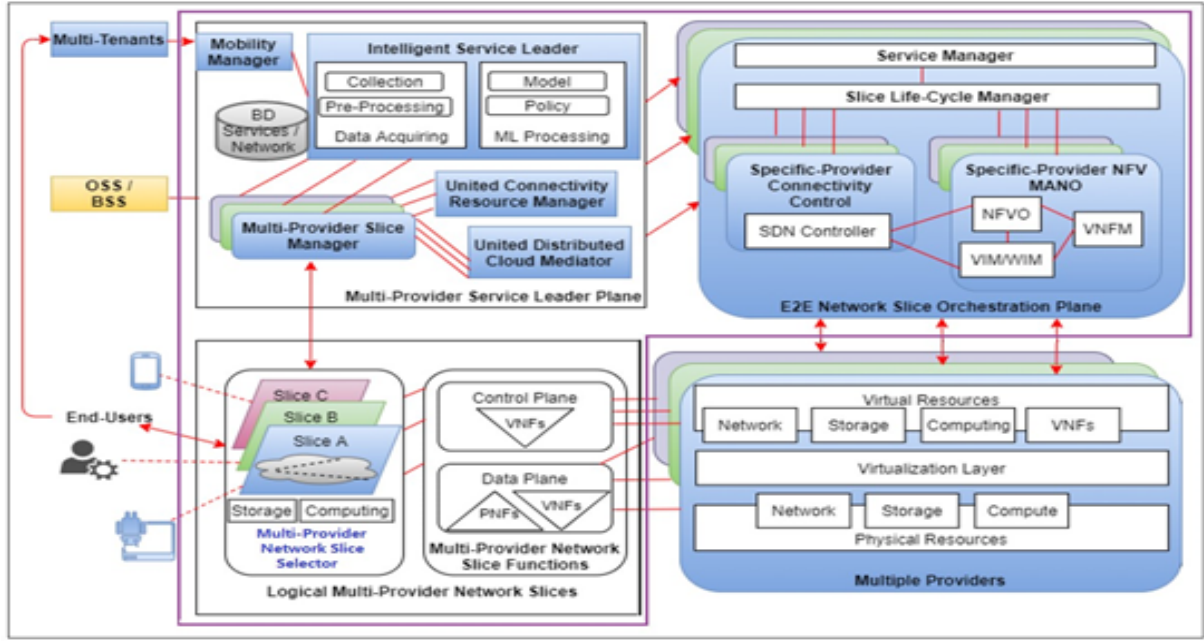 Multi-Tenants
Mobility
Manager
BD
Services /
Network
Intelligent Service Leader
Collection
Pre-Processing
Data Acquiring
Model
Policy
ML Processing
OSS /
BSS
Multi-Provider Slice
Manager
United Connectivity
Resource Manager
United Distributed
Cloud Mediator
Multi-Provider Service Leader Plane
Service Manager
Slice Life-Cycle Manager
Specific-Provider
Connectivity
Control
SDN Controller
Specific-Provider NFV
MANO
NFVO
VNFM
VIM/WIM
E2E Network Slice Orchestration Plane
End-Users
Slice C
Slice B
Slice A
Storage
Computing
Multi-Provider
Network Slice
Selector
Control Plane
VNFs
Data Plane
PNFs
VNFs
Multi-Provider Network
Slice Functions
Logical Multi-Provider Network Slices
Virtual Resources
Network
Storage
Computing
VNFs
Virtualization Layer
Network
Storage
Compute
Physical Resources
Multiple Providers